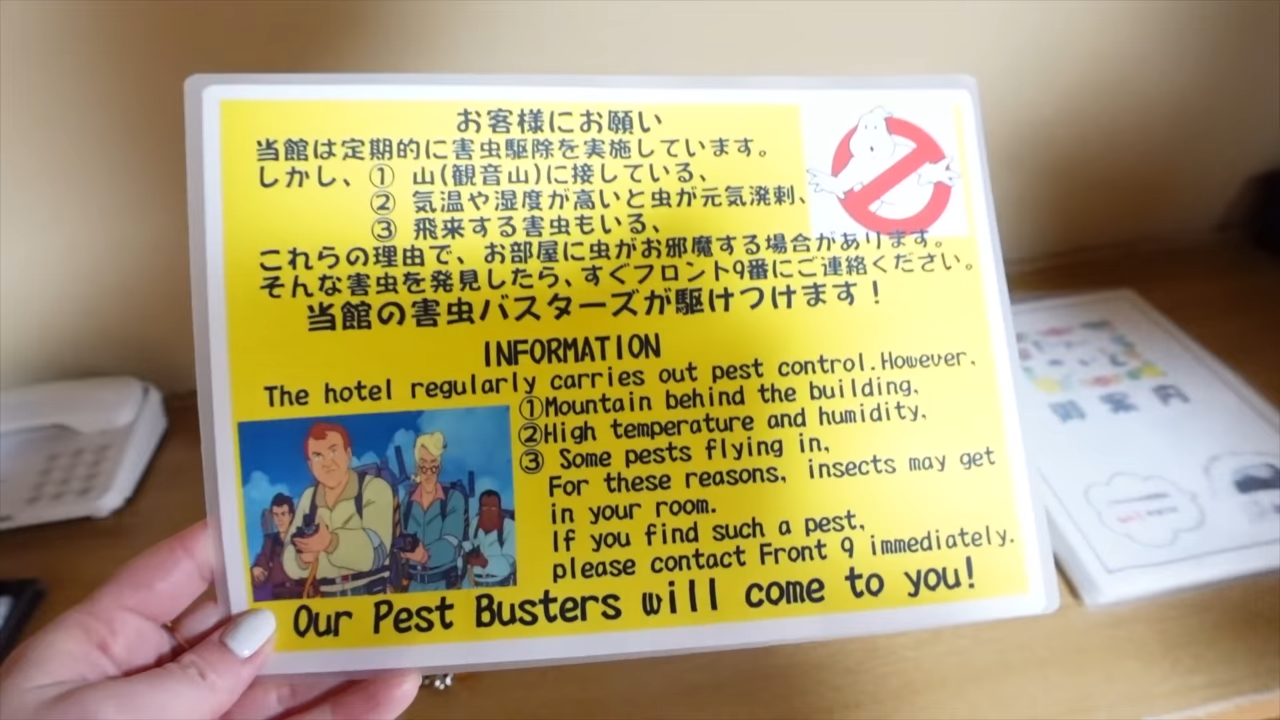 お客様にお願い
当館は定期的に害虫駆除を実施しています。
しかし、① 山(観音山)に接している、
② 気温や湿度が高いと虫が元気溌剌、
③ 飛来する害虫もいる、
これらの理由で、お部屋に虫がお邪魔する場合があります。
そんな害虫を発見したら、すぐフロント9番にご連絡ください。
当館の害虫バスターズが駆けつけます!
INFORMATION
The hotel regularly carries out pest control.However,
①Mountain behind the building,
②High temperature and humidity,
③ Some pests flying in,
For these reasons, insects may get
in your room.
If you find such a pest,
please contact Front 9 immediately.
Our Pest Busters will come to you!
御案内